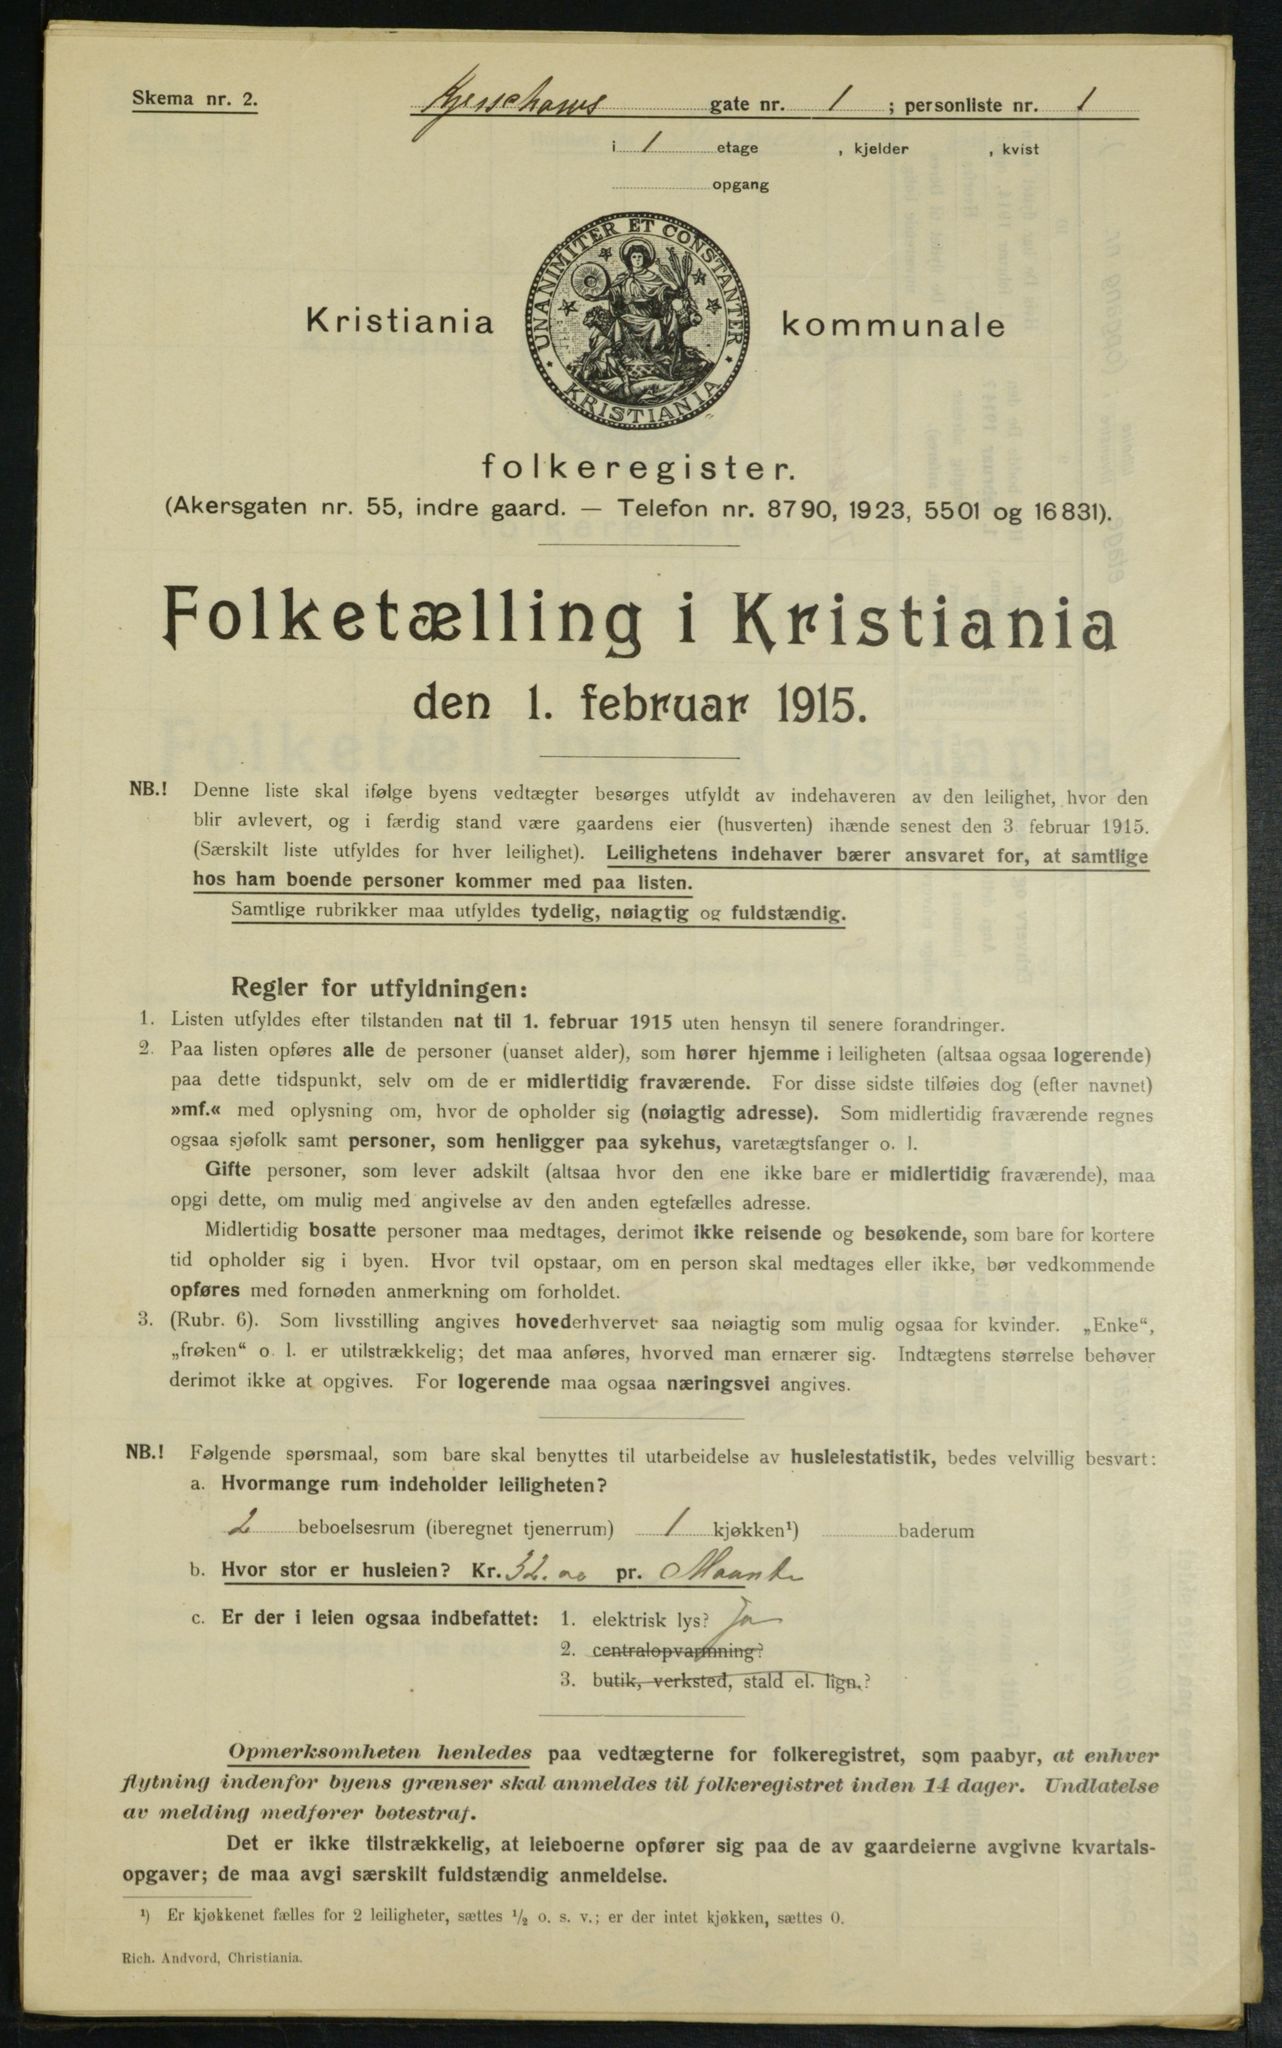 Skema nr. 2.
Kjerschows gate nr. 1 ; personliste nr. 1
i 1 etage , kjelder , kvist
opgang
UNANIMITER ET CONSTANTER
KRISTIANIA
Kristiania kommunale
folkeregister.
(Akersgaten nr. 55, indre gaard. — Telefon nr. 8790, 1923, 5501 og 16831).
Folketælling i Kristiania
den 1. februar 1915.
NB.! Denne liste skal ifølge byens vedtægter besørges utfyldt av indehaveren av den leilighet, hvor den
blir avlevert, og i færdig stand være gaardens eier (husverten) ihænde senest den 3. februar 1915.
(Særskilt liste utfyldes for hver leilighet). Leilighetens indehaver bærer ansvaret for, at samtlige
hos ham boende personer kommer med paa listen.
Samtlige rubrikker maa utfyldes tydelig, nøiagtig og fuldstændig.
Regler for utfyldningen:
1. Listen utfyldes efter tilstanden nat til 1. februar 1915 uten hensyn til senere forandringer.
2. Paa listen opføres alle de personer (uanset alder), som hører hjemme i leiligheten (altsaa ogsaa logerende)
paa dette tidspunkt, selv om de er midlertidig fraværende. For disse sidste tilføies dog (efter navnet)
»mf.« med oplysning om, hvor de opholder sig (nøiagtig adresse). Som midlertidig fraværende regnes
ogsaa sjøfolk samt personer, som henligger paa sykehus, varetægtsfanger o. l.
Gifte personer, som lever adskilt (altsaa hvor den ene ikke bare er midlertidig fraværende), maa
opgi dette, om mulig med angivelse av den anden egtefælles adresse.
Midlertidig bosatte personer maa medtages, derimot ikke reisende og besøkende, som bare for kortere
tid opholder sig i byen. Hvor tvil opstaar, om en person skal medtages eller ikke, bør vedkommende
opføres med fornøden anmerkning om forholdet.
3. (Rubr. 6). Som livsstilling angives hovederhvervet saa nøiagtig som mulig ogsaa for kvinder. „Enke“,
„frøken“ o. l. er utilstrækkelig; det maa anføres, hvorved man ernærer sig. Indtægtens størrelse behøver
derimot ikke at opgives. For logerende maa ogsaa næringsvei angives.
NB.! Følgende spørsmaal, som bare skal benyttes til utarbeidelse av husleiestatistik, bedes velvillig besvart:
a. Hvormange rum indeholder leiligheten?
2 beboelsesrum (iberegnet tjenerrum) 1 kjøkken¹) baderum
b. Hvor stor er husleien? Kr. 32.00 pr. Maaned
c. Er der i leien ogsaa indbefattet: 1. elektrisk lys? Ja
2. centralopvarmning?
3. butik, verksted, stald el. lign.?
Opmerksomheten henledes paa vedtægterne for folkeregistret, som paabyr, at enhver
flytning indenfor byens grænser skal anmeldes til folkeregistret inden 14 dager. Undlatelse
av melding medfører bøtestraf.
Det er ikke tilstrækkelig, at leieboerne opfører sig paa de av gaardeierne avgivne kvartals-
opgaver; de maa avgi særskilt fuldstændig anmeldelse.
¹) Er kjøkkenet fælles for 2 leiligheter, sættes ½ o. s. v.; er der intet kjøkken, sættes 0.
Rich. Andvord, Christiania.